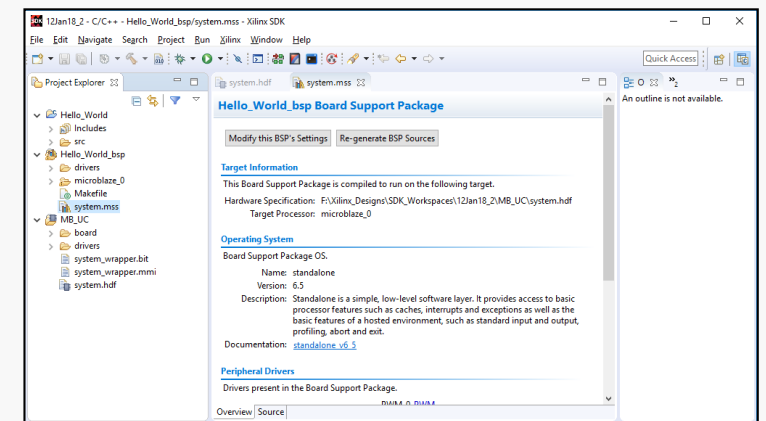 12Jan18_2 - C/C++ - Hello_World_bsp/system.mss - Xilinx SDK
File Edit Navigate Search Project Run Xilinx Window Help
Quick Access
Project Explorer
system.hdf
system.mss
O
2
Hello_World
Includes
src
Hello_World_bsp
drivers
microblaze_0
Makefile
system.mss
MB_UC
board
drivers
system_wrapper.bit
system_wrapper.mmi
system.hdf
Hello_World_bsp Board Support Package
Modify this BSP's Settings Re-generate BSP Sources
Target Information
This Board Support Package is compiled to run on the following target.
Hardware Specification: F:\Xilinx_Designs\SDK_Workspaces\12Jan18_2\MB_UC\system.hdf
Target Processor: microblaze_0
Operating System
Board Support Package OS.
Name: standalone
Version: 6.5
Description: Standalone is a simple, low-level software layer. It provides access to basic
processor features such as caches, interrupts and exceptions as well as the
basic features of a hosted environment, such as standard input and output,
profiling, abort and exit.
Documentation: standalone_v6_5
Peripheral Drivers
Drivers present in the Board Support Package.
PWM_0 PWM
Overview Source
An outline is not available.